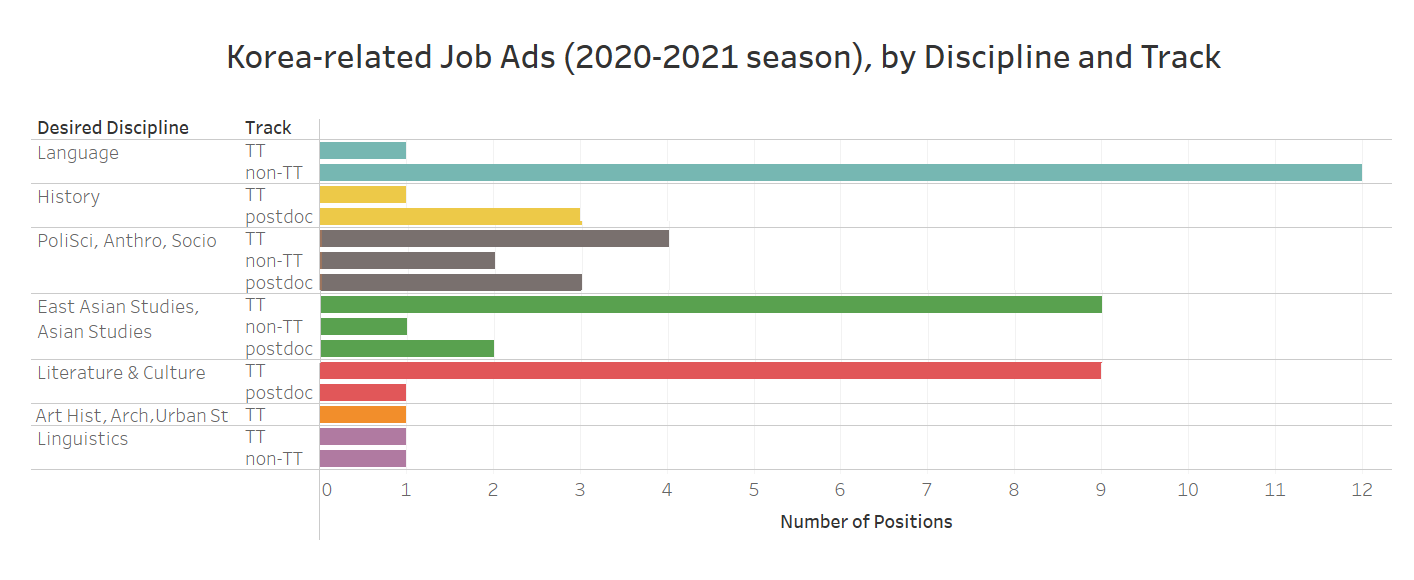 Korea-related Job Ads (2020-2021 season), by Discipline and Track
Desired Discipline Track
Language TT
non-TT
History TT
postdoc
PoliSci, Anthro, Socio TT
non-TT
postdoc
East Asian Studies, TT
Asian Studies non-TT
postdoc
Literature & Culture TT
postdoc
Art Hist, Arch,Urban St TT
Linguistics TT
non-TT
0 1 2 3 4 5 6 7 8 9 10 11 12
Number of Positions